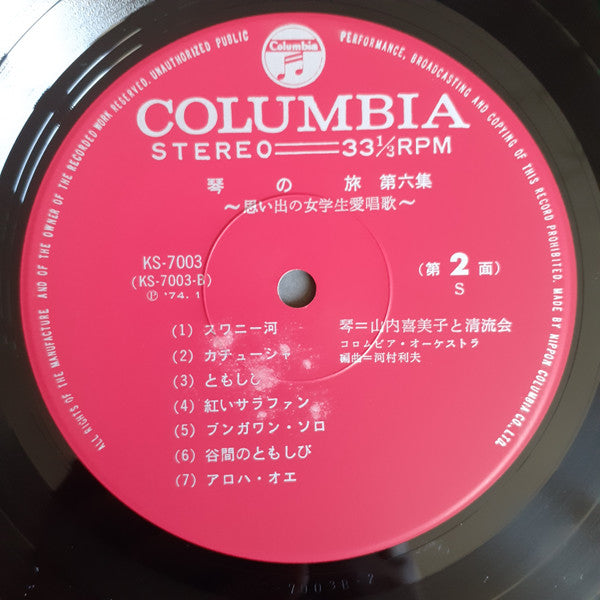 Columbia
COLUMBIA
STEREO 33⅓RPM
琴の旅 第六集
～思い出の女学生愛唱歌～
KS-7003
(KS-7003-B)
Ⓟ '74. 1
(第 2 面)
S
(1) スワニー河
(2) カチューシャ
(3) ともしび
(4) 紅いサラファン
(5) ブンガワン・ソロ
(6) 谷間のともしび
(7) アロハ・オエ
琴＝山内喜美子と清流会
コロムビア・オーケストラ
編曲＝河村利夫
ALL RIGHTS OF THE MANUFACTURE AND OF THE OWNER OF THE RECORDED WORK RESERVED. UNAUTHORIZED PUBLIC PERFORMANCE, BROADCASTING AND COPYING OF THIS RECORD PROHIBITED. MADE BY NIPPON COLUMBIA CO., LTD.
7003B-2